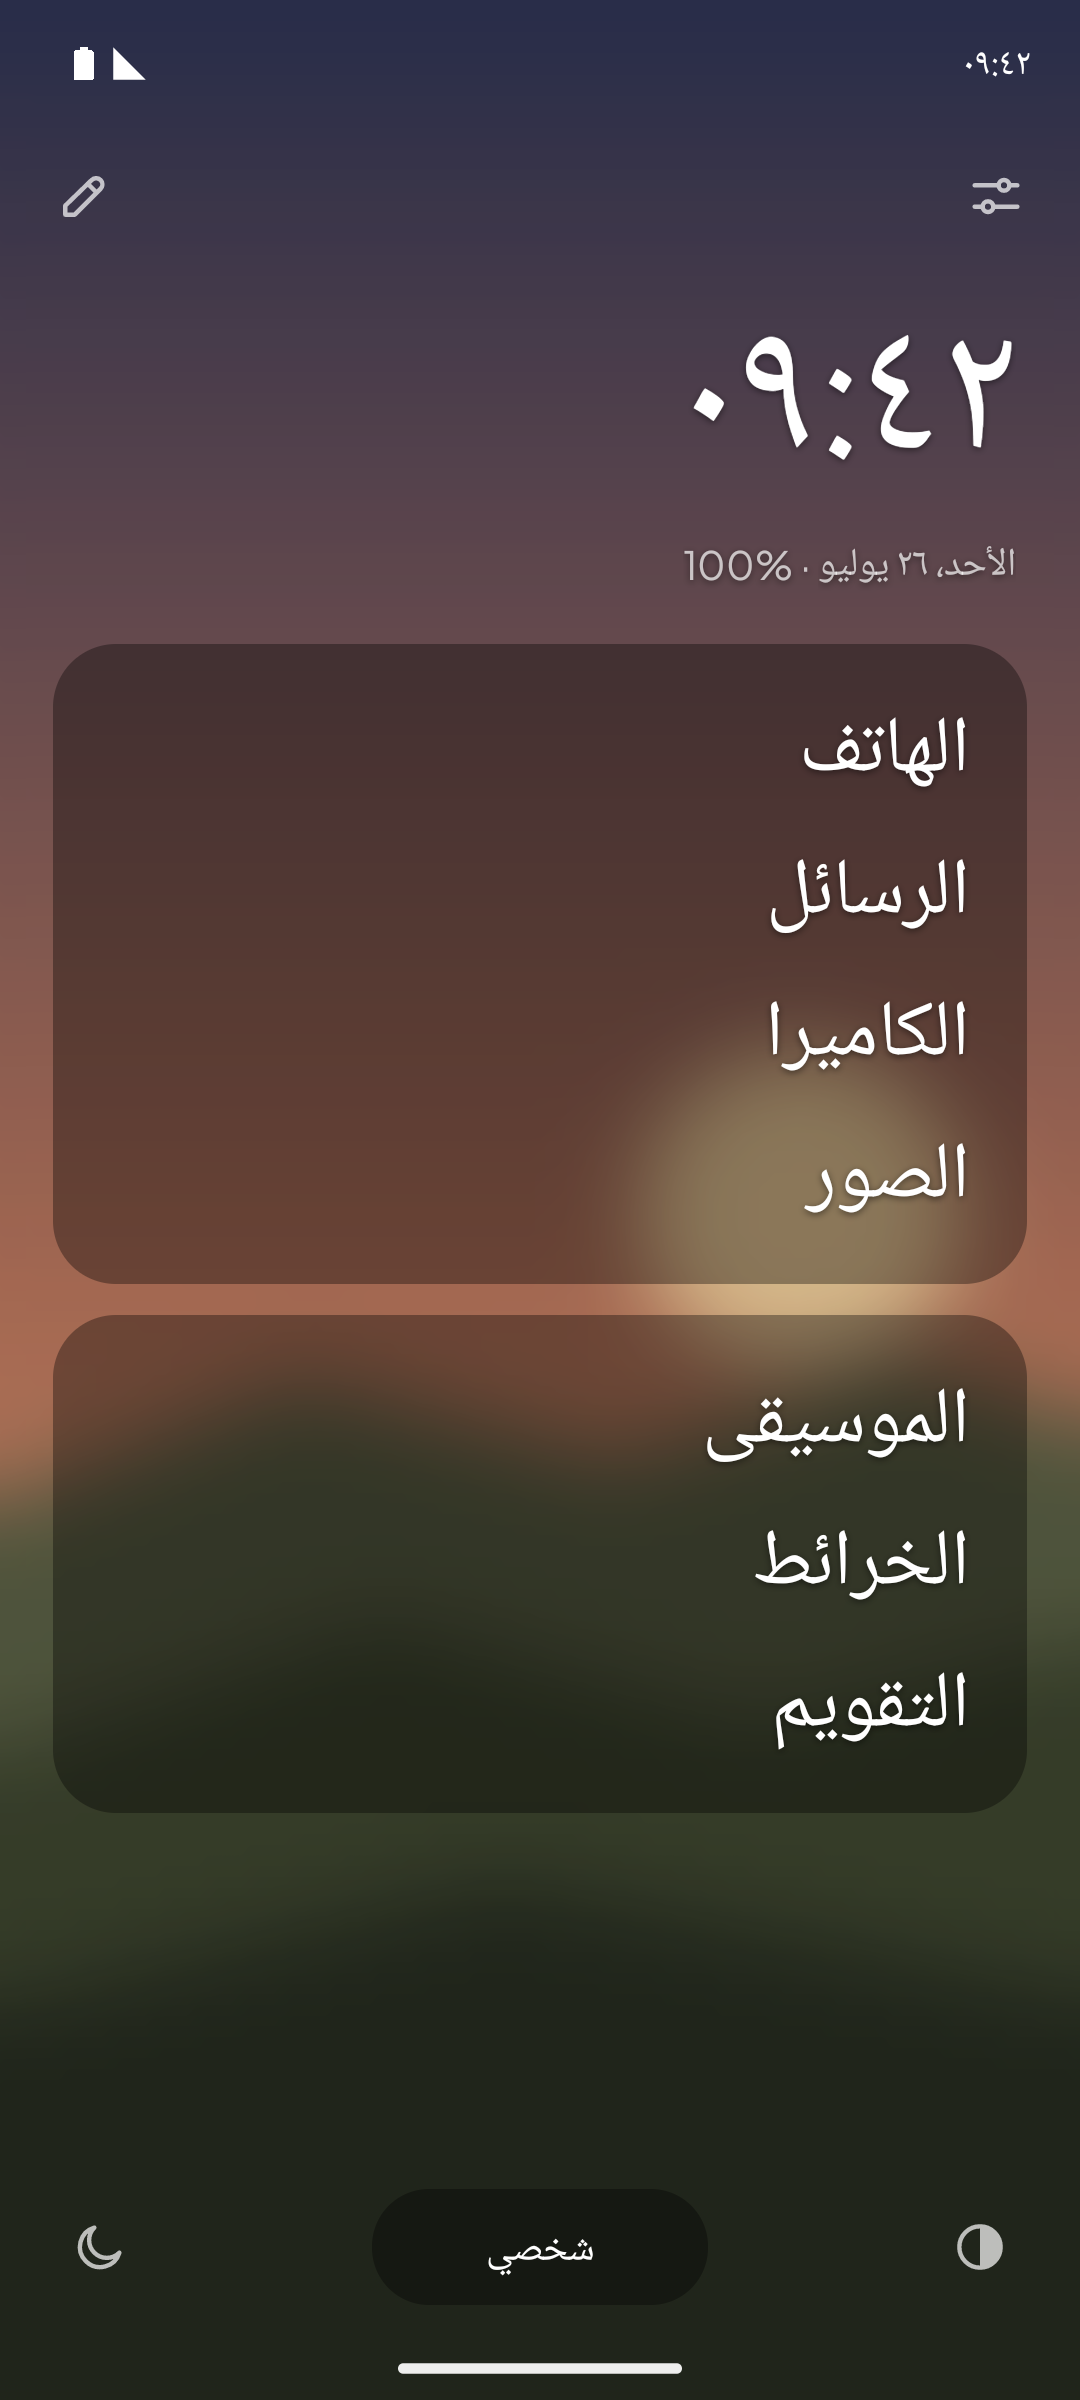 ٠٩:٤٢
٠٩:٤٢
الأحد، ٢٦ يوليو · 100%
الهاتف
الرسائل
الكاميرا
الصور
الموسيقى
الخرائط
التقويم
شخصي